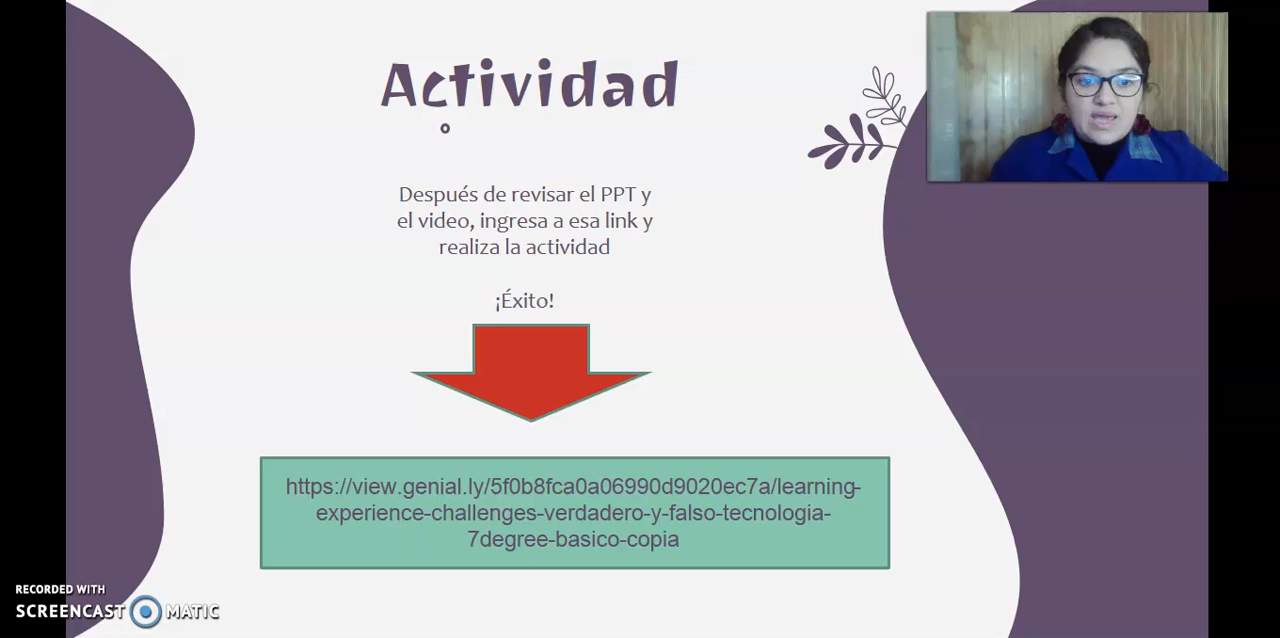 Actividad
Después de revisar el PPT y
el video, ingresa a esa link y
realiza la actividad
¡Éxito!
https://view.genial.ly/5f0b8fca0a06990d9020ec7a/learning-
experience-challenges-verdadero-y-falso-tecnologia-
7degree-basico-copia
RECORDED WITH
SCREENCAST MATIC